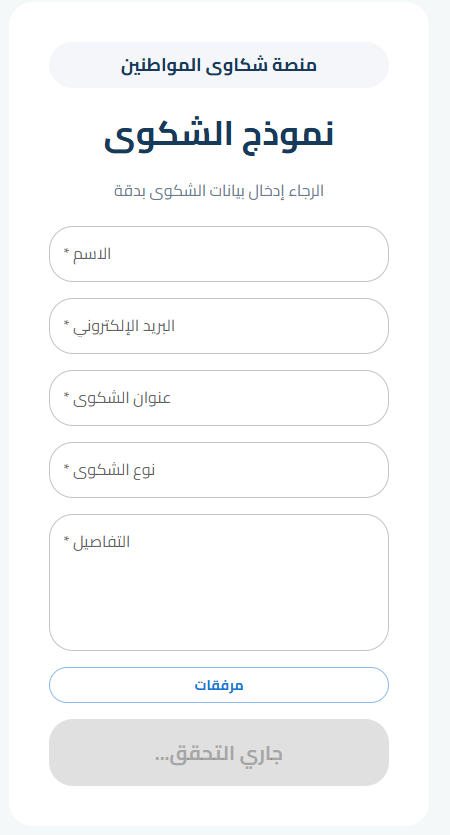 منصة شكاوى المواطنين
نموذج الشكوى
الرجاء إدخال بيانات الشكوى بدقة
الاسم *
البريد الإلكتروني *
عنوان الشكوى *
نوع الشكوى *
التفاصيل *
مرفقات
جاري التحقق...